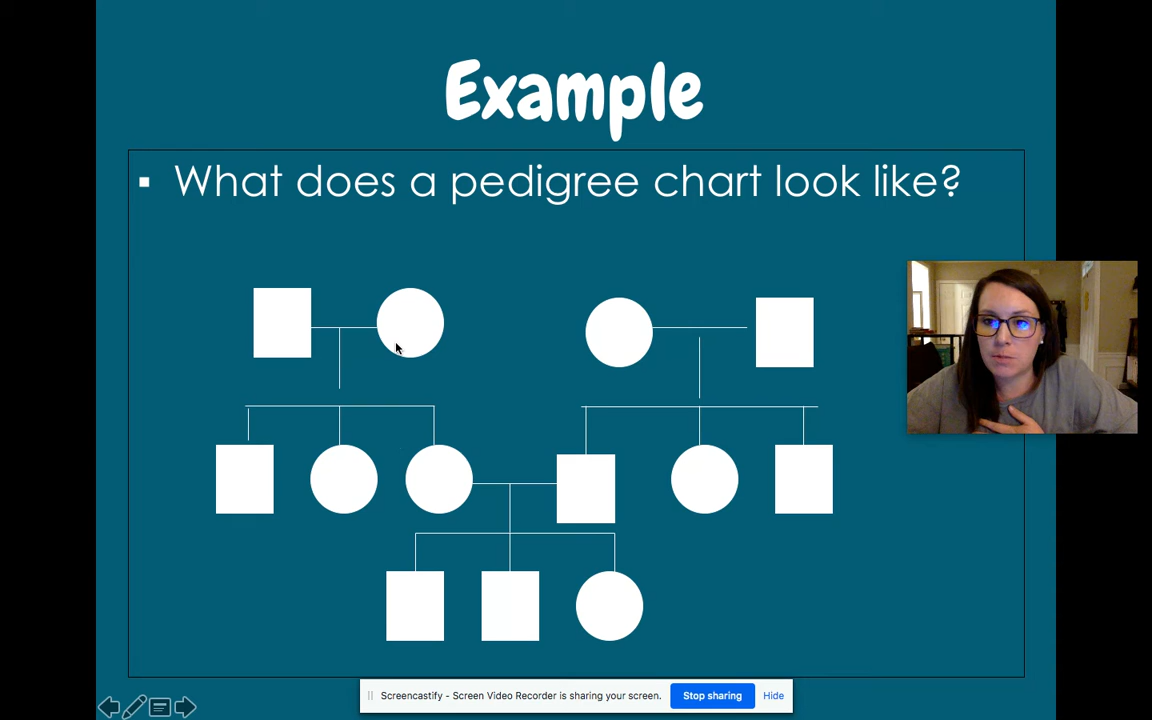 Example
▪ What does a pedigree chart look like?
Screencastify - Screen Video Recorder is sharing your screen.
Stop sharing
Hide